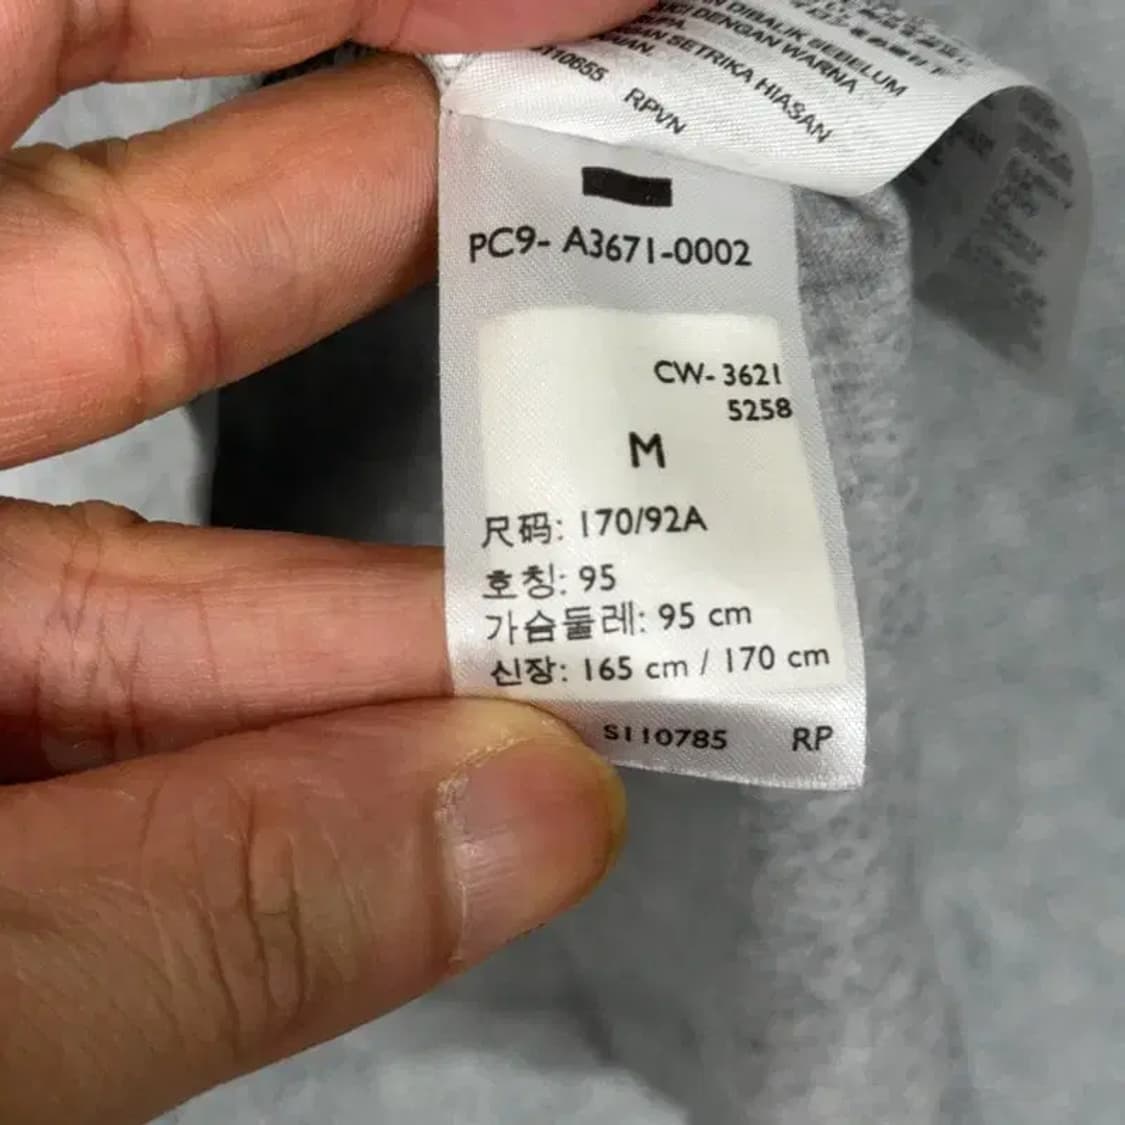 DIBALIK SEBELUM
DENGAN WARNA
SETRIKA HIASAN
RPVN
PC9- A3671-0002
CW- 3621
5258
M
尺码: 170/92A
호칭: 95
가슴둘레: 95 cm
신장: 165 cm / 170 cm
S110785 RP